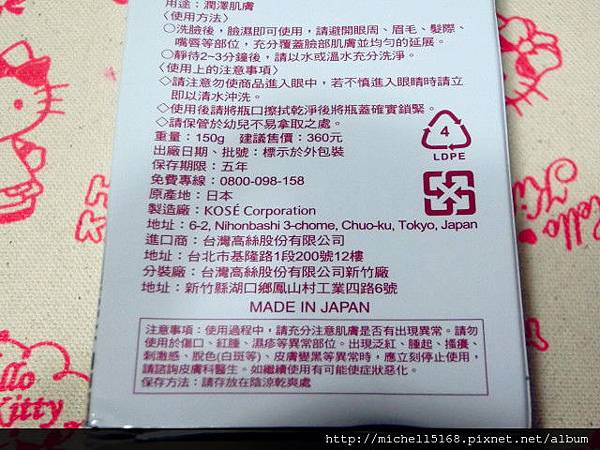 用途：潤澤肌膚
〈使用方法〉
○洗臉後，臉濕即可使用，請避開眼周、眉毛、髮際、
嘴唇等部位，充分覆蓋臉部肌膚並均勻的延展。
○靜待2~3分鐘後，請以水或溫水充分洗淨。
〈使用上的注意事項〉
◇請注意勿使商品進入眼中，若不慎進入眼睛時請立
即以清水沖洗。
◇使用後請將瓶口擦拭乾淨後將瓶蓋確實鎖緊。
◇請保管於幼兒不易拿取之處。
重量：150g 建議售價：360元
出廠日期、批號：標示於外包裝
保存期限：五年
免費專線：0800-098-158
原產地：日本
製造廠：KOSÉ Corporation
地址：6-2, Nihonbashi 3-chome, Chuo-ku, Tokyo, Japan
進口商：台灣高絲股份有限公司
地址：台北市基隆路1段200號12樓
分裝廠：台灣高絲股份有限公司新竹廠
地址：新竹縣湖口鄉鳳山村工業四路6號
MADE IN JAPAN
4
LDPE
注意事項：使用過程中，請充分注意肌膚是否有出現異常。請勿
使用於傷口、紅腫、濕疹等異常部位。出現泛紅、腫起、搔癢、
刺激感、脫色(白斑等)、皮膚變黑等異常時，應立刻停止使用，
請諮詢皮膚科醫生。如繼續使用有可能使症狀惡化。
保存方法：請存放在陰涼乾爽處
Hello
Kitty
Hello
http://michell5168.pixnet.net/album